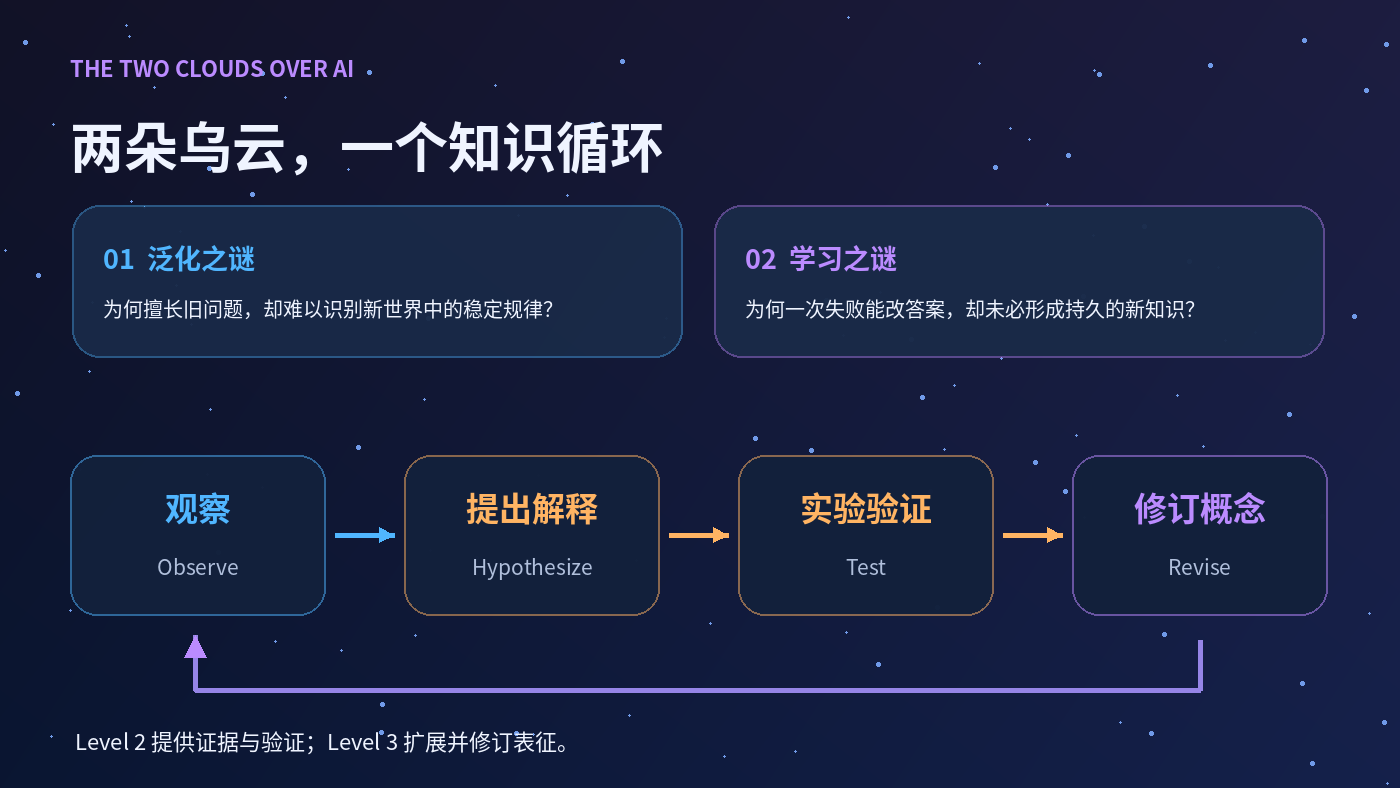 THE TWO CLOUDS OVER AI
两朵乌云，一个知识循环
01 泛化之谜
为何擅长旧问题，却难以识别新世界中的稳定规律？
02 学习之谜
为何一次失败能改答案，却未必形成持久的新知识？
观察
Observe
提出解释
Hypothesize
实验验证
Test
修订概念
Revise
Level 2 提供证据与验证；Level 3 扩展并修订表征。